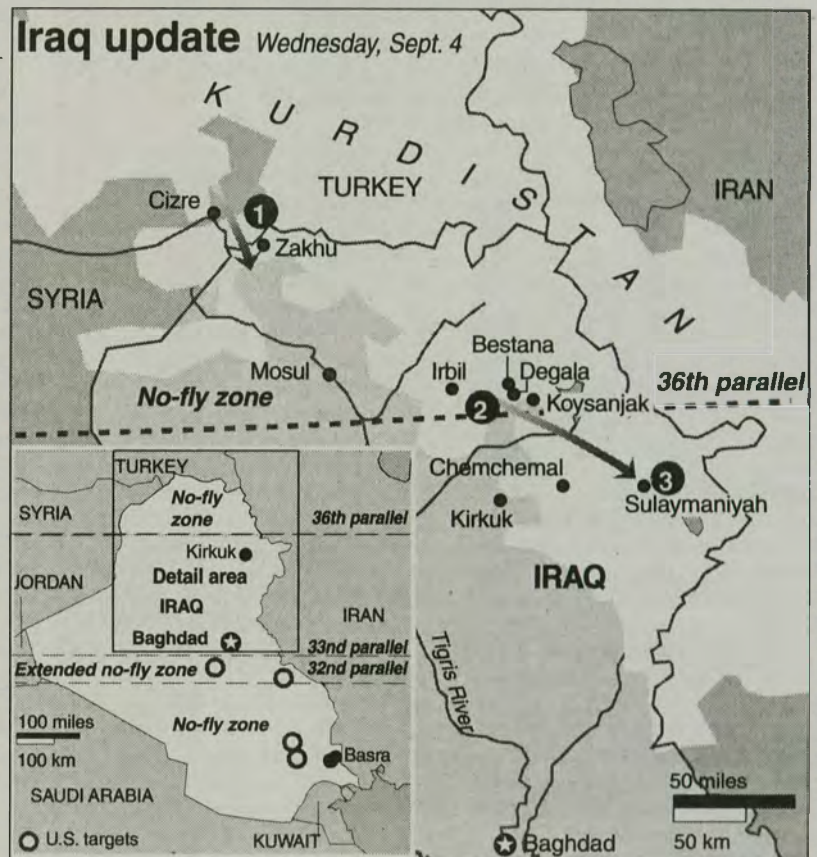 Iraq update Wednesday, Sept. 4
KURDISTAN
TURKEY
IRAN
Cizre
1
Zakhu
SYRIA
Bestana
Mosul
Irbil
Degala
36th parallel
No-fly zone
2
Koysanjak
Chemchemal
3
Kirkuk
Sulaymaniyah
IRAQ
Tigris River
50 miles
50 km
Baghdad
TURKEY
No-fly
zone
SYRIA
36th parallel
Kirkuk
Detail area
JORDAN
IRAQ
IRAN
Baghdad
33nd parallel
Extended no-fly zone
32nd parallel
No-fly zone
100 miles
100 km
Basra
SAUDI ARABIA
U.S. targets
KUWAIT